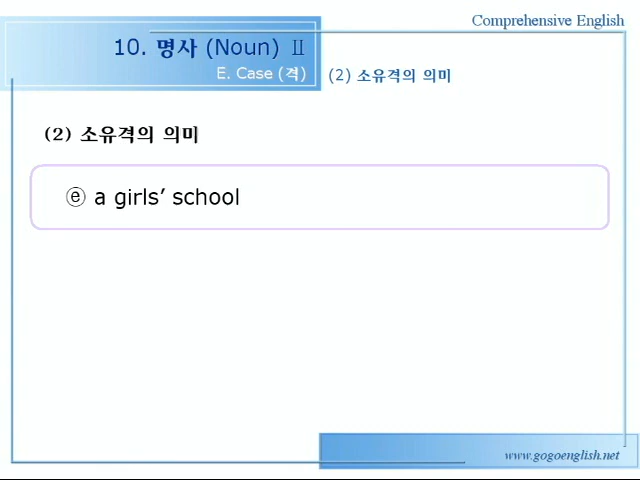 Comprehensive English
10. 명사 (Noun) Ⅱ
E. Case (격)
(2) 소유격의 의미
(2) 소유격의 의미
ⓔ a girls’ school
www.gogoenglish.net